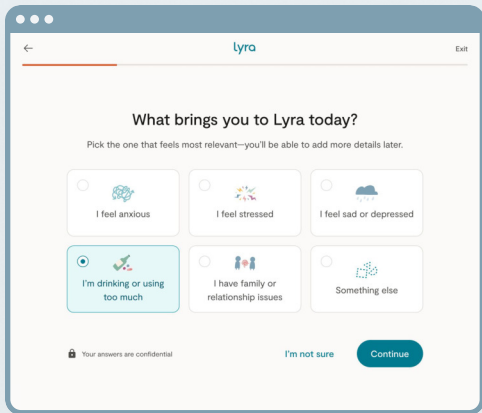 lyra
Exit
What brings you to Lyra today?
Pick the one that feels most relevant—you'll be able to add more details later.
I feel anxious
I feel stressed
I feel sad or depressed
I'm drinking or using
too much
I have family or
relationship issues
Something else
Your answers are confidential
I'm not sure
Continue